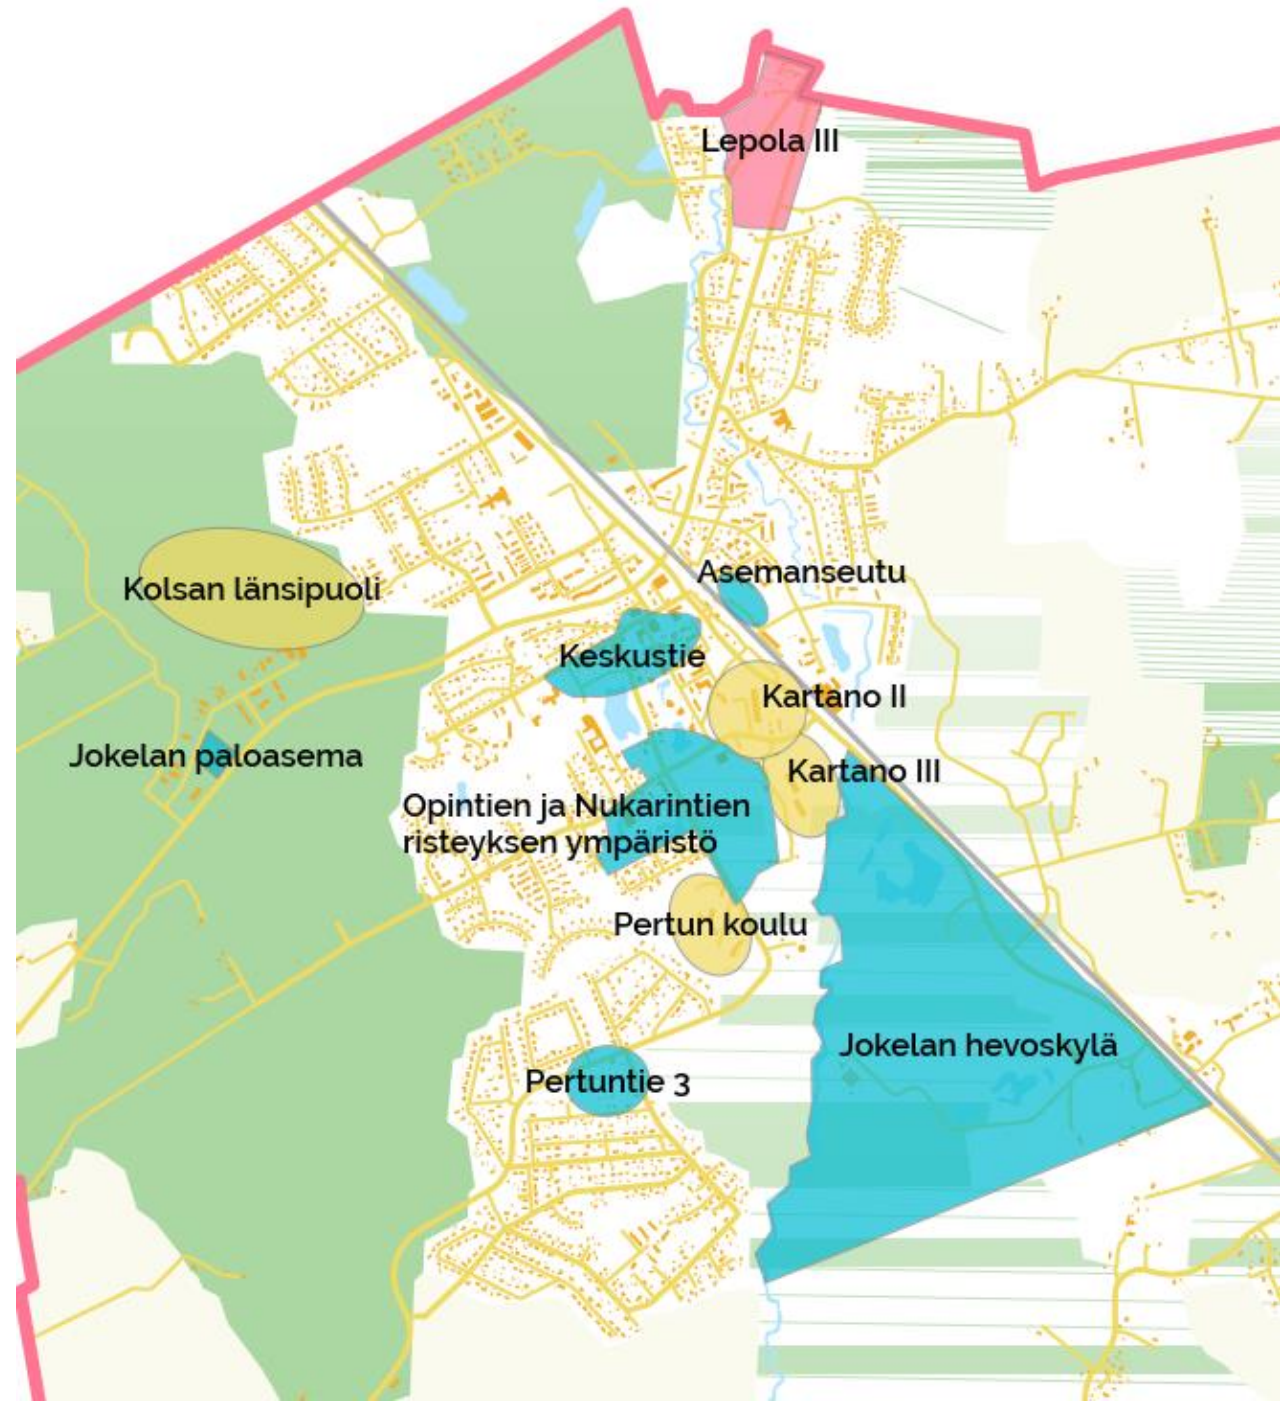 Lepola III
Asemanseutu
Kolsan länsipuoli
Keskustie
Kartano II
Jokelan paloasema
Kartano III
Opintien ja Nukarintien
risteyksen ympäristö
Pertun koulu
Jokelan hevoskylä
Pertuntie 3